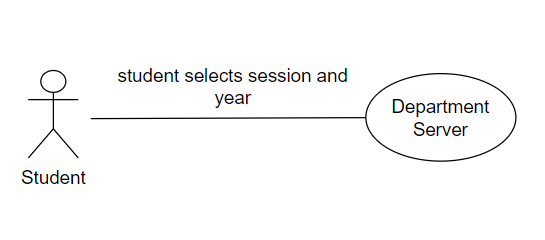 student selects session and
year
Department
Server
Student